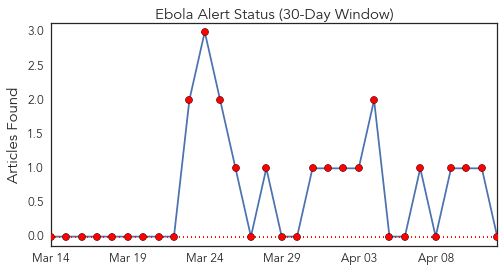 Ebola Alert Status (30-Day Window)
Articles Found
3.0
2.5
2.0
1.5
1.0
0.5
0.0
Mar 14 Mar 19 Mar 24 Mar 29 Apr 03 Apr 08